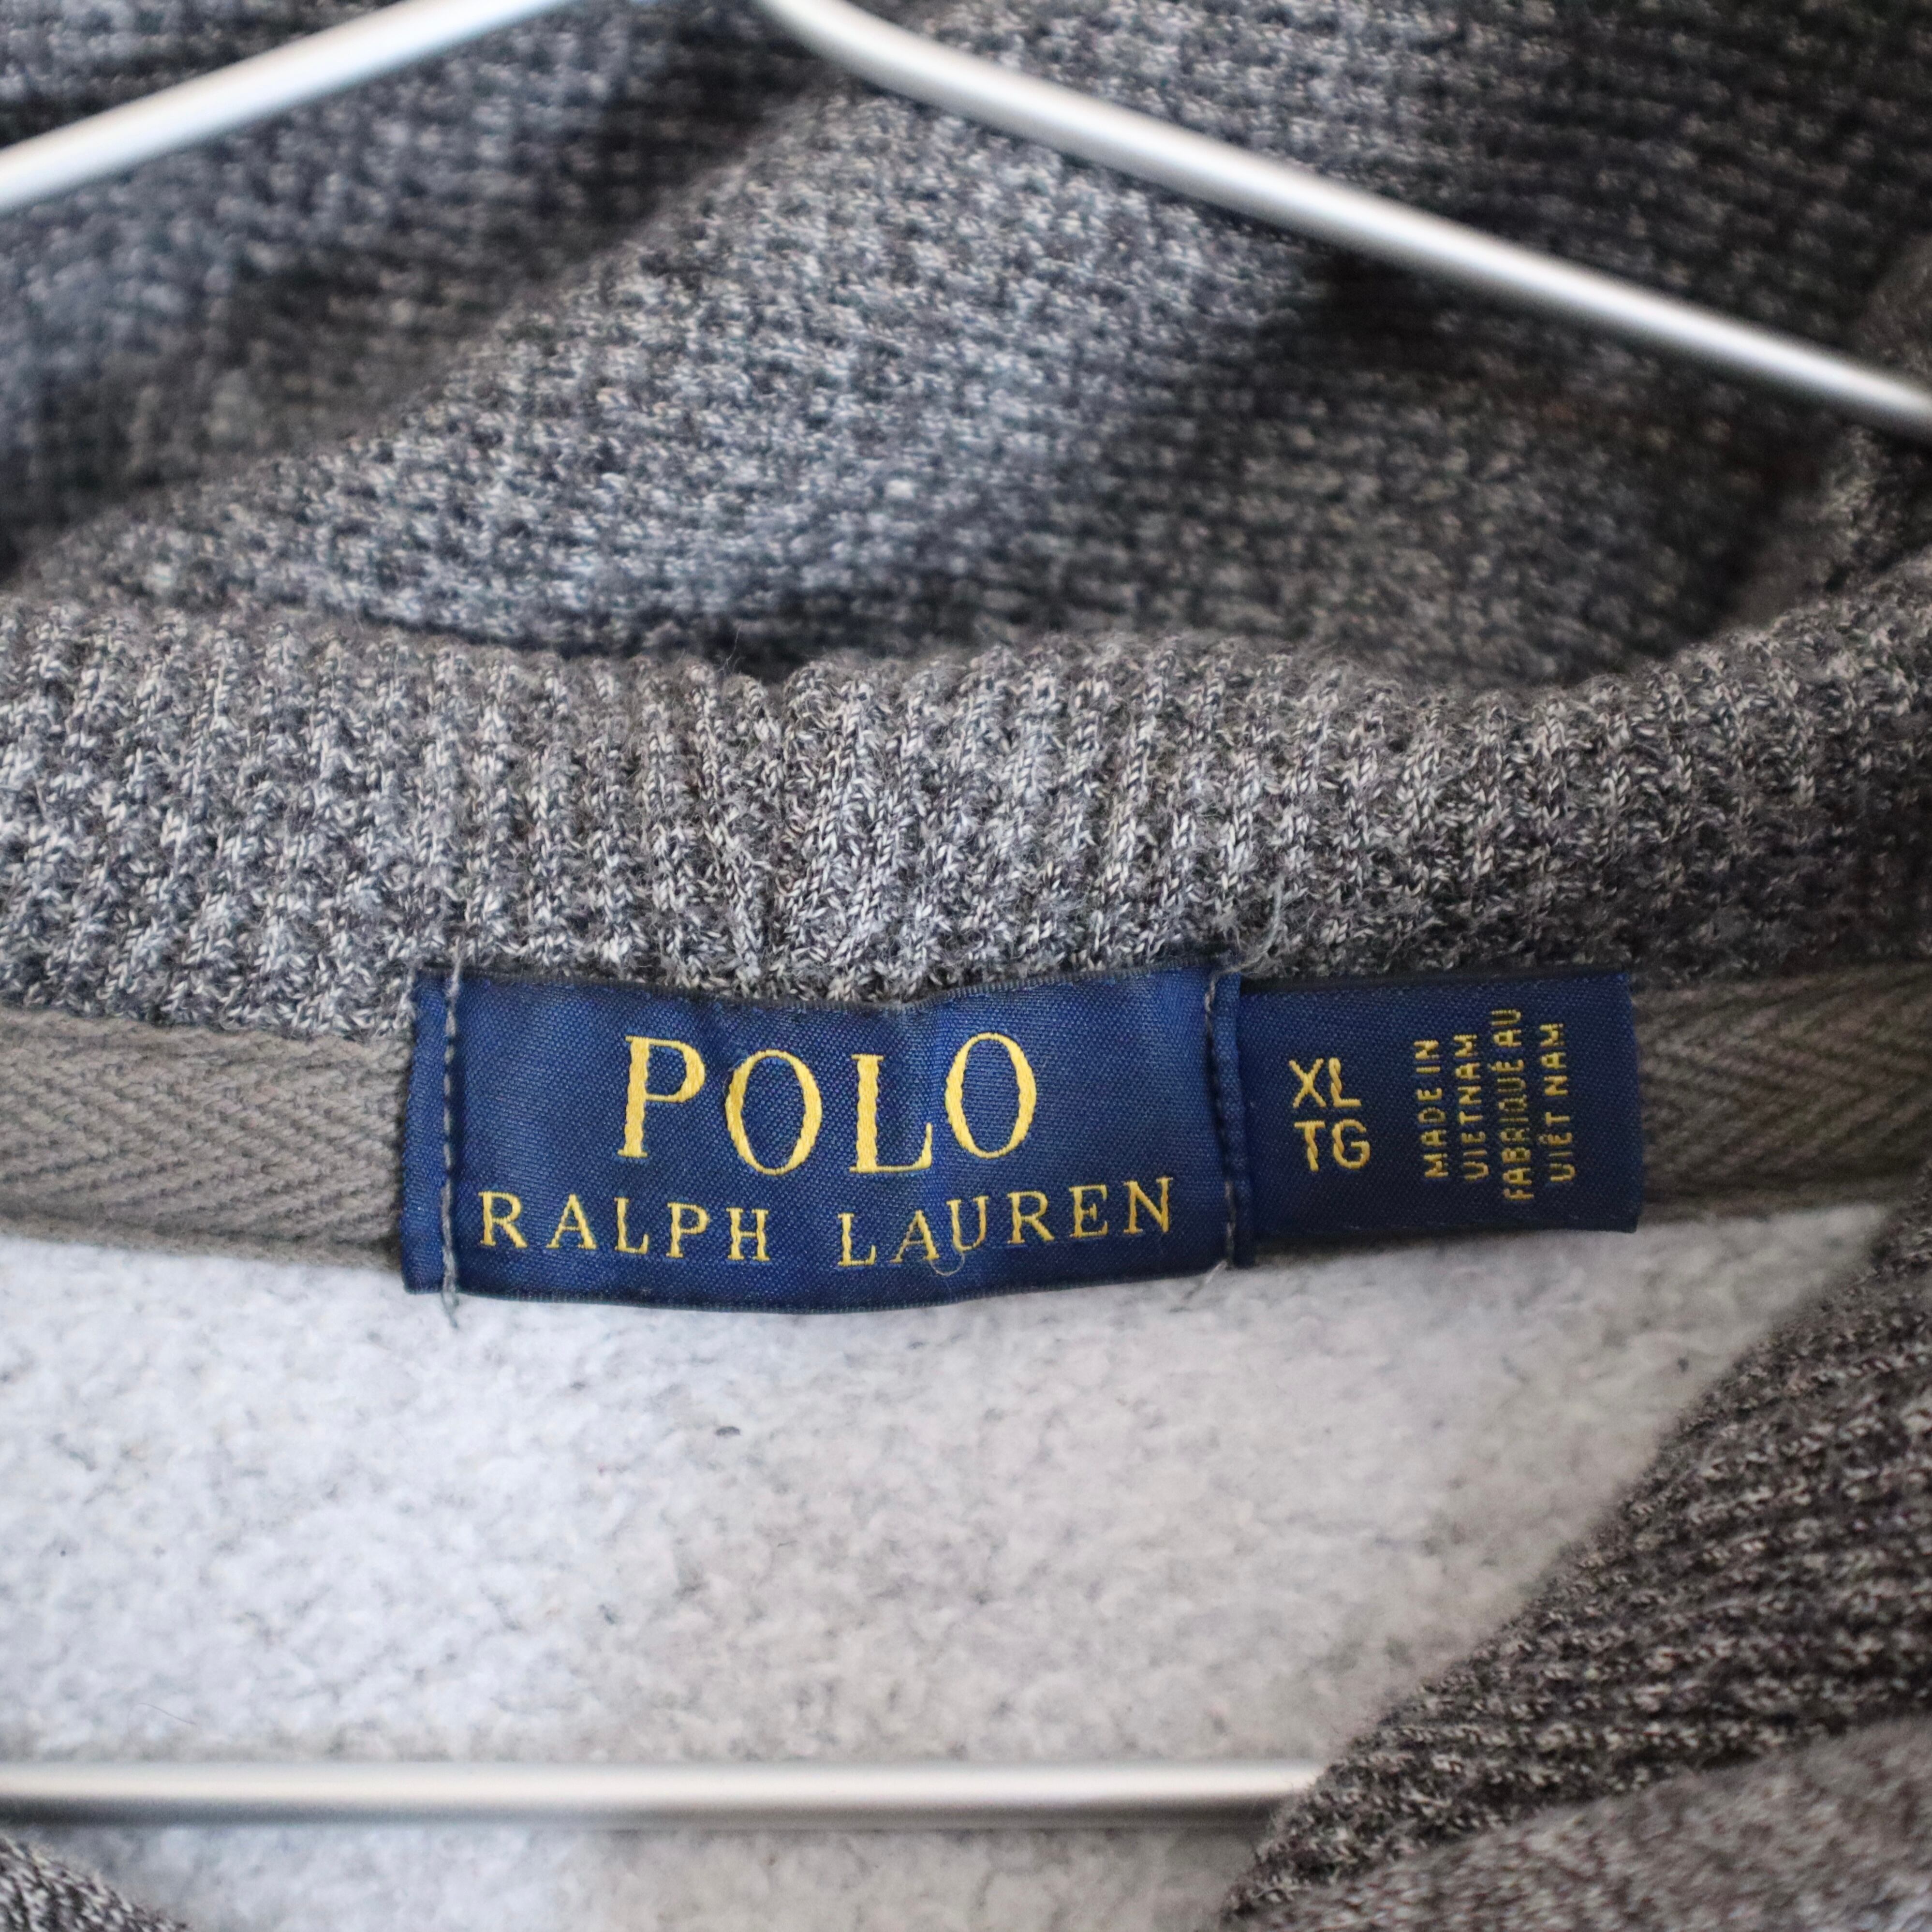 POLO
RALPH LAUREN
XL
TG
MADE IN
VIETNAM
FABRIQUÉ AU
VIÊT NAM